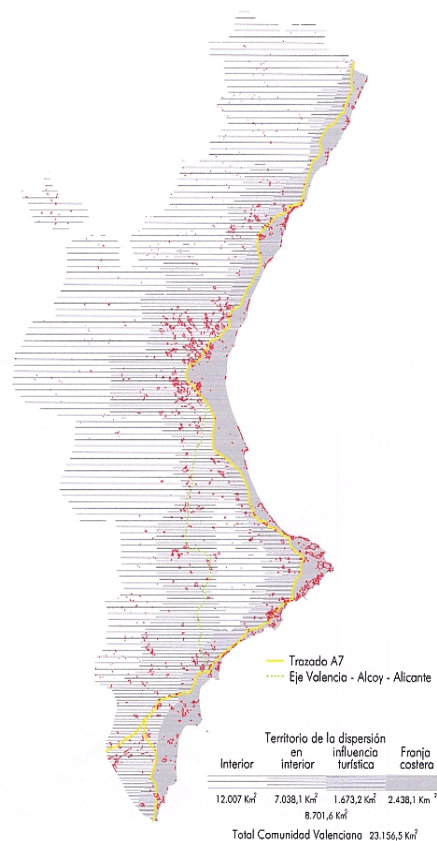 Trazado A7
Eje Valencia - Alcoy - Alicante
Territorio de la dispersión
en influencia Franja
Interior interior turística costera
12.007 Km² 7.038,1 Km² 1.673,2 Km² 2.438,1 Km²
8.701,6 Km²
Total Comunidad Valenciana 23.156,5 Km²